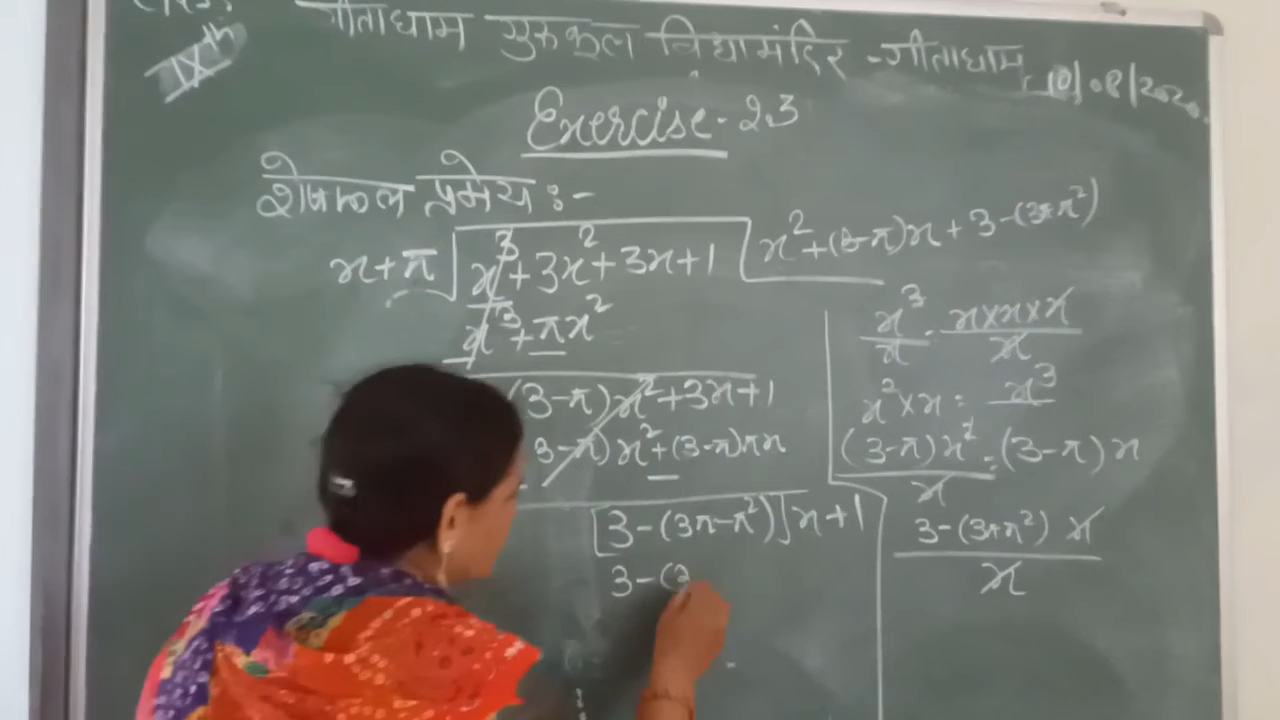 IXth
गीताधाम गुरुकुल विद्यामंदिर - गीताधाम 10/08/2020
Exercise - 2.3
शेषफल प्रमेय :-
x+π x³+3x²+3x+1 x²+(3-π)x+3-(3π-π²)
x³+πx²
(3-π)x²+3x+1
3-π)x²+(3-π)πx
[3-(3π-π²)]x+1
3-(3
x³/x = x×x×x/x
x²×x = x³
(3-π)x²/x = (3-π)x
3-(3π-π²)x/x